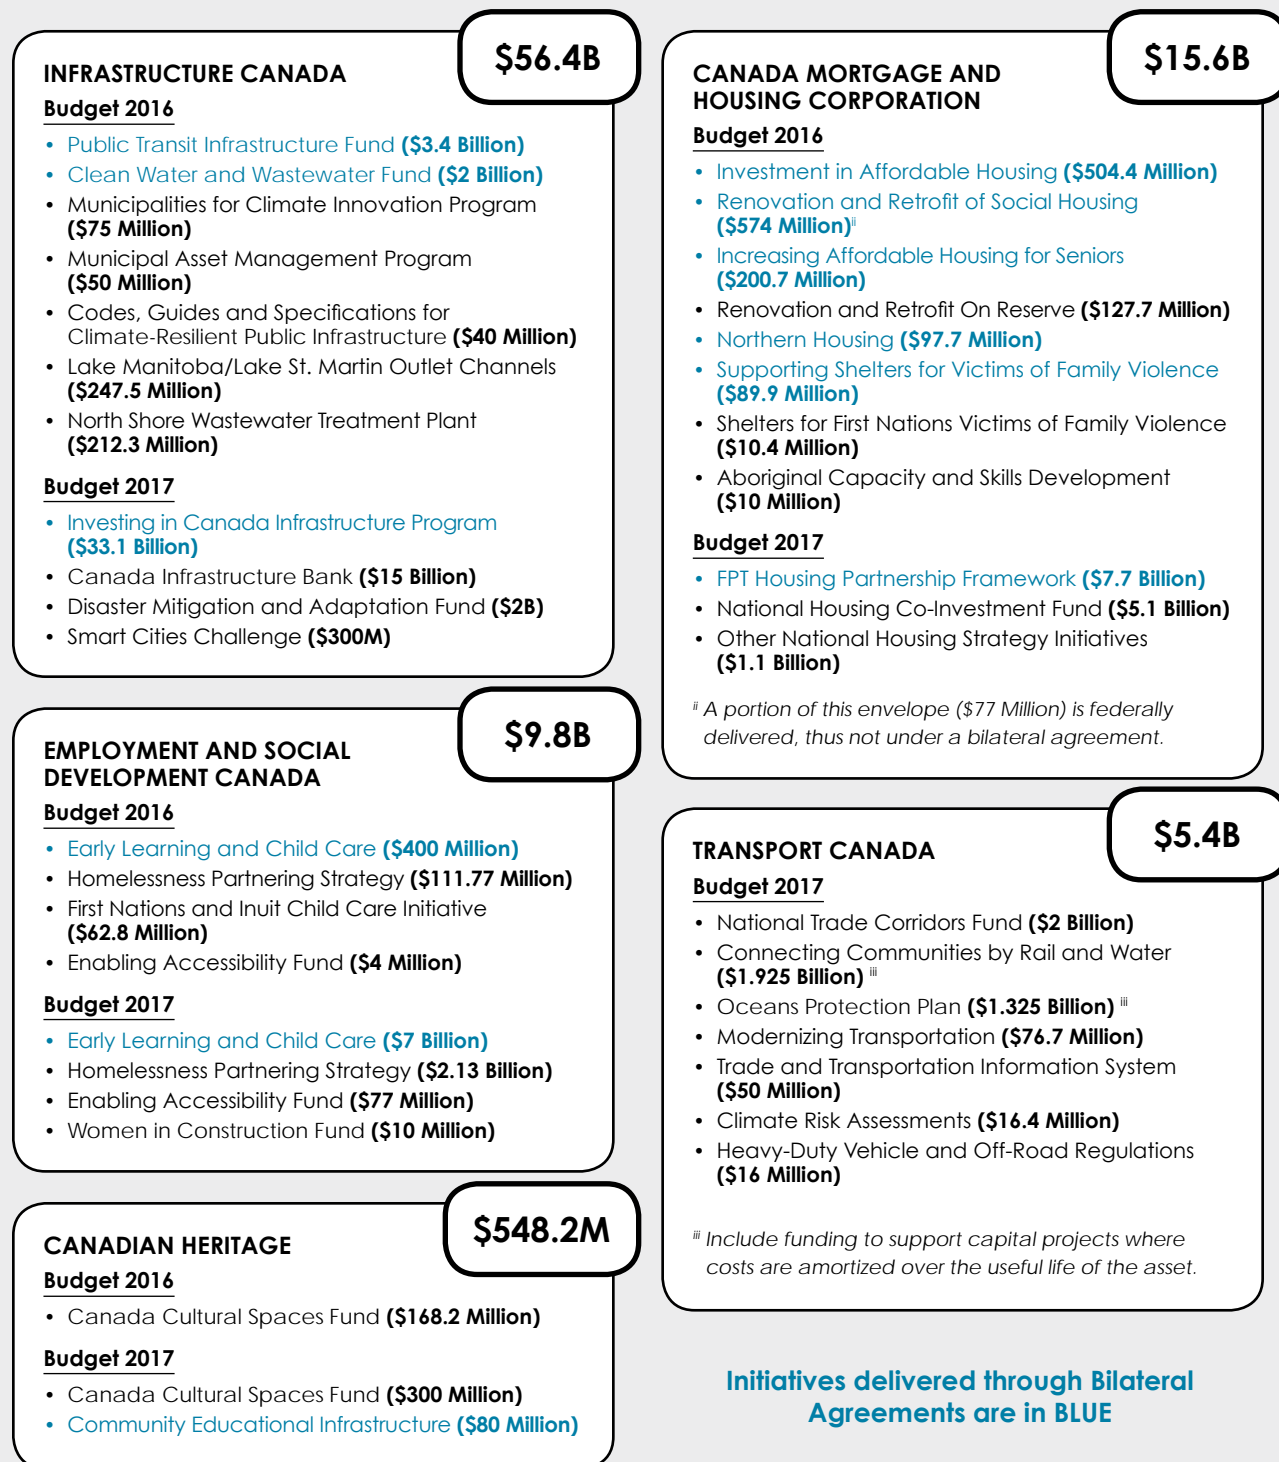 $56.4B
INFRASTRUCTURE CANADA
Budget 2016
• Public Transit Infrastructure Fund ($3.4 Billion)
• Clean Water and Wastewater Fund ($2 Billion)
• Municipalities for Climate Innovation Program
($75 Million)
• Municipal Asset Management Program
($50 Million)
• Codes, Guides and Specifications for
Climate-Resilient Public Infrastructure ($40 Million)
• Lake Manitoba/Lake St. Martin Outlet Channels
($247.5 Million)
• North Shore Wastewater Treatment Plant
($212.3 Million)
Budget 2017
• Investing in Canada Infrastructure Program
($33.1 Billion)
• Canada Infrastructure Bank ($15 Billion)
• Disaster Mitigation and Adaptation Fund ($2B)
• Smart Cities Challenge ($300M)
$9.8B
EMPLOYMENT AND SOCIAL
DEVELOPMENT CANADA
Budget 2016
• Early Learning and Child Care ($400 Million)
• Homelessness Partnering Strategy ($111.77 Million)
• First Nations and Inuit Child Care Initiative
($62.8 Million)
• Enabling Accessibility Fund ($4 Million)
Budget 2017
• Early Learning and Child Care ($7 Billion)
• Homelessness Partnering Strategy ($2.13 Billion)
• Enabling Accessibility Fund ($77 Million)
• Women in Construction Fund ($10 Million)
$548.2M
CANADIAN HERITAGE
Budget 2016
• Canada Cultural Spaces Fund ($168.2 Million)
Budget 2017
• Canada Cultural Spaces Fund ($300 Million)
• Community Educational Infrastructure ($80 Million)
$15.6B
CANADA MORTGAGE AND
HOUSING CORPORATION
Budget 2016
• Investment in Affordable Housing ($504.4 Million)
• Renovation and Retrofit of Social Housing
($574 Million)ii
• Increasing Affordable Housing for Seniors
($200.7 Million)
• Renovation and Retrofit On Reserve ($127.7 Million)
• Northern Housing ($97.7 Million)
• Supporting Shelters for Victims of Family Violence
($89.9 Million)
• Shelters for First Nations Victims of Family Violence
($10.4 Million)
• Aboriginal Capacity and Skills Development
($10 Million)
Budget 2017
• FPT Housing Partnership Framework ($7.7 Billion)
• National Housing Co-Investment Fund ($5.1 Billion)
• Other National Housing Strategy Initiatives
($1.1 Billion)
ii A portion of this envelope ($77 Million) is federally
delivered, thus not under a bilateral agreement.
$5.4B
TRANSPORT CANADA
Budget 2017
• National Trade Corridors Fund ($2 Billion)
• Connecting Communities by Rail and Water
($1.925 Billion) iii
• Oceans Protection Plan ($1.325 Billion) iii
• Modernizing Transportation ($76.7 Million)
• Trade and Transportation Information System
($50 Million)
• Climate Risk Assessments ($16.4 Million)
• Heavy-Duty Vehicle and Off-Road Regulations
($16 Million)
iii Include funding to support capital projects where
costs are amortized over the useful life of the asset.
Initiatives delivered through Bilateral
Agreements are in BLUE